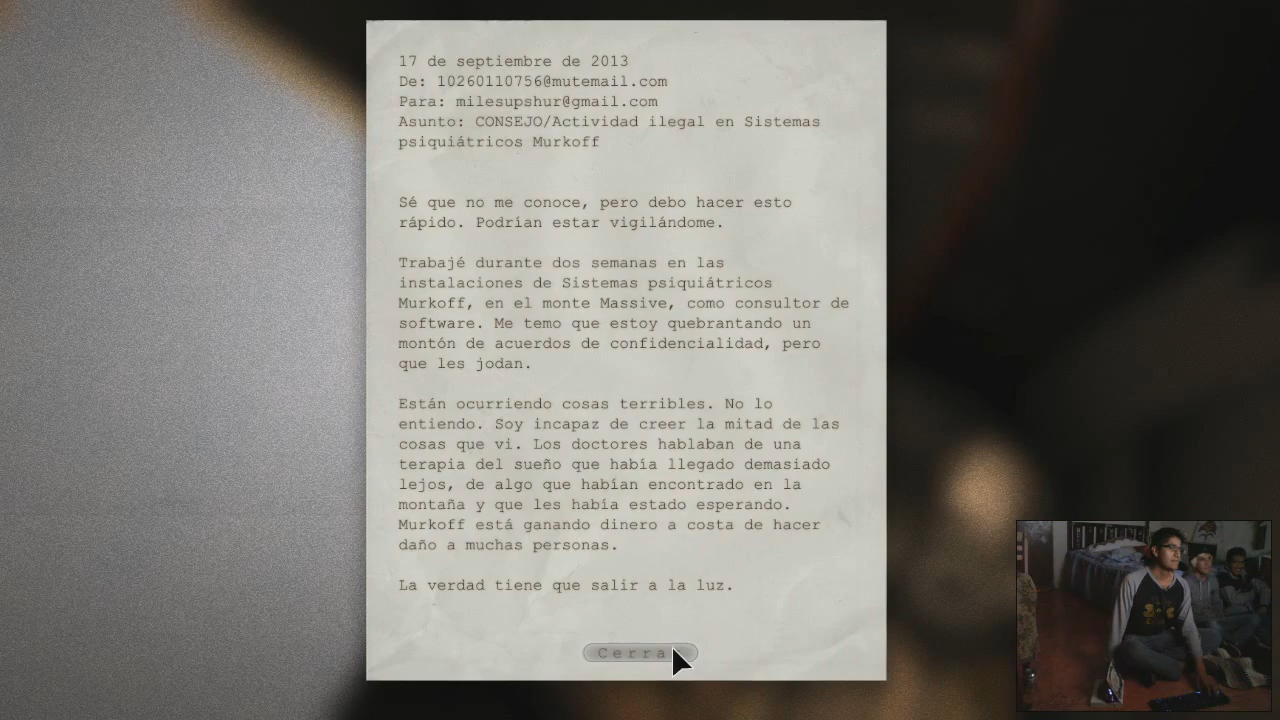 17 de septiembre de 2013
De: 10260110756@mutemail.com
Para: milesupshur@gmail.com
Asunto: CONSEJO/Actividad ilegal en Sistemas
psiquiátricos Murkoff
Sé que no me conoce, pero debo hacer esto
rápido. Podrían estar vigilándome.
Trabajé durante dos semanas en las
instalaciones de Sistemas psiquiátricos
Murkoff, en el monte Massive, como consultor de
software. Me temo que estoy quebrantando un
montón de acuerdos de confidencialidad, pero
que les jodan.
Están ocurriendo cosas terribles. No lo
entiendo. Soy incapaz de creer la mitad de las
cosas que vi. Los doctores hablaban de una
terapia del sueño que había llegado demasiado
lejos, de algo que habían encontrado en la
montaña y que les había estado esperando.
Murkoff está ganando dinero a costa de hacer
daño a muchas personas.
La verdad tiene que salir a la luz.
Cerra